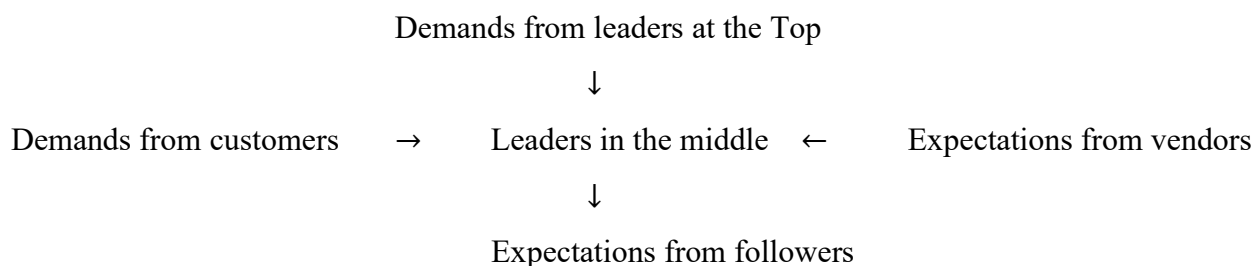 Demands from leaders at the Top
↓
Demands from customers → Leaders in the middle ← Expectations from vendors
↓
Expectations from followers